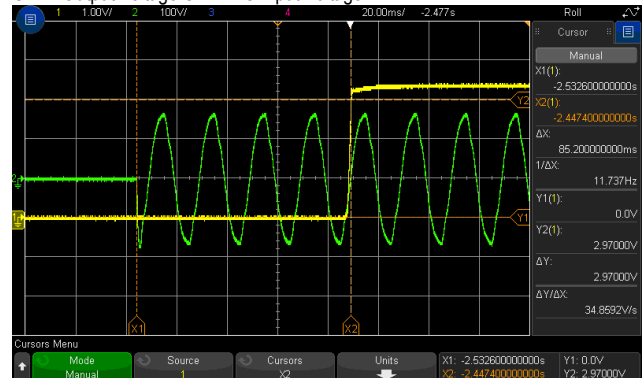 1 1.00V/ 2 100V/ 3 4 20.00ms/ -2.477s Roll
Cursor
Manual
X1(1):
-2.532600000000s
X2(1):
-2.447400000000s
ΔX:
85.200000000ms
1/ΔX:
11.737Hz
Y1(1):
0.0V
Y2(1):
2.97000V
ΔY:
2.97000V
ΔY/ΔX:
34.8592V/s
Y2
2
1
Y1
X1 X2
Cursors Menu
Mode Source Cursors Units X1: -2.532600000000s Y1: 0.0V
Manual 1 X2 X2: -2.447400000000s Y2: 2.97000V